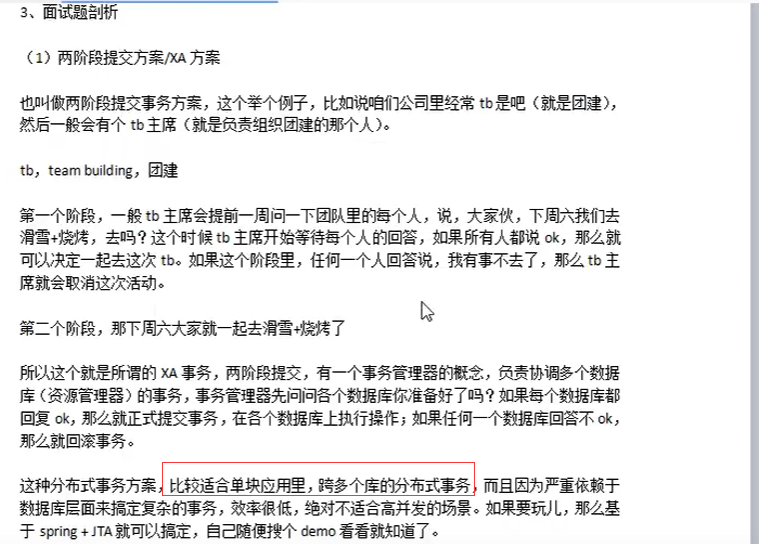 3、面试题剖析
（1）两阶段提交方案/XA 方案
也叫做两阶段提交事务方案，这个举个例子，比如说咱们公司里经常 tb 是吧（就是团建），
然后一般会有个 tb 主席（就是负责组织团建的那个人）。
tb，team building，团建
第一个阶段，一般 tb 主席会提前一周问一下团队里的每个人，说，大家伙，下周六我们去
滑雪+烧烤，去吗？这个时候 tb 主席开始等待每个人的回答，如果所有人都说 ok，那么就
可以决定一起去这次 tb。如果这个阶段里，任何一个人回答说，我有事不去了，那么 tb 主
席就会取消这次活动。
第二个阶段，那下周六大家就一起去滑雪+烧烤了
所以这个就是所谓的 XA 事务，两阶段提交，有一个事务管理器的概念，负责协调多个数据
库（资源管理器）的事务，事务管理器先问问各个数据库你准备好了吗？如果每个数据库都
回复 ok，那么就正式提交事务，在各个数据库上执行操作；如果任何一个数据库回答不 ok，
那么就回滚事务。
这种分布式事务方案，比较适合单块应用里，跨多个库的分布式事务，而且因为严重依赖于
数据库层面来搞定复杂的事务，效率很低，绝对不适合高并发的场景。如果要玩儿，那么基
于 spring + JTA 就可以搞定，自己随便搜个 demo 看看就知道了。